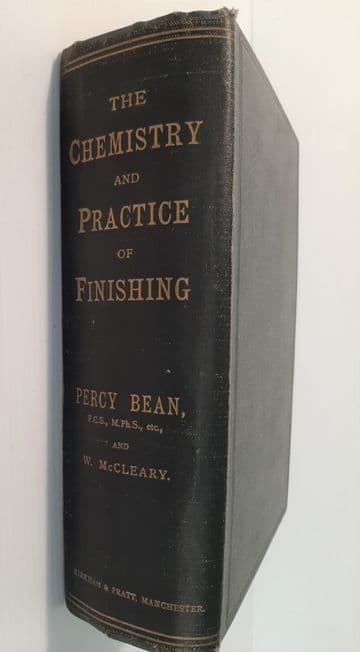 THE
CHEMISTRY
AND
PRACTICE
OF
FINISHING
PERCY BEAN,
F.C.S., M.Ph.S., etc.,
AND
W. McCLEARY.
KIRKHAM & PRATT, MANCHESTER.